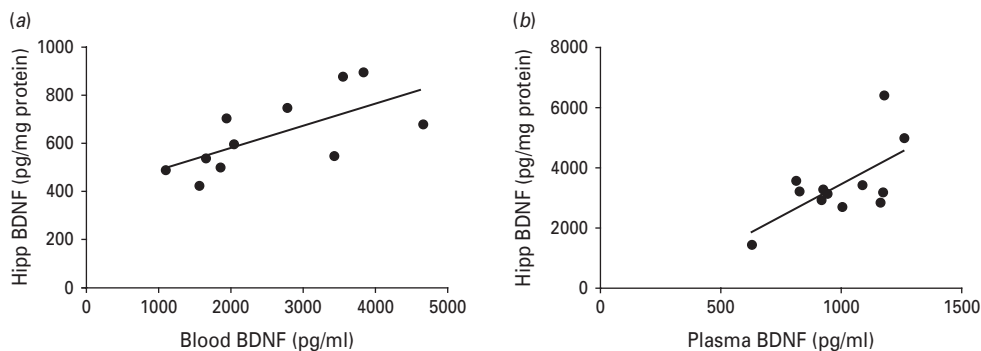 (a)
1000
800
600
400
200
0
Hipp BDNF (pg/mg protein)
0 1000 2000 3000 4000 5000
Blood BDNF (pg/ml)
(b)
8000
6000
4000
2000
0
Hipp BDNF (pg/mg protein)
0 500 1000 1500
Plasma BDNF (pg/ml)